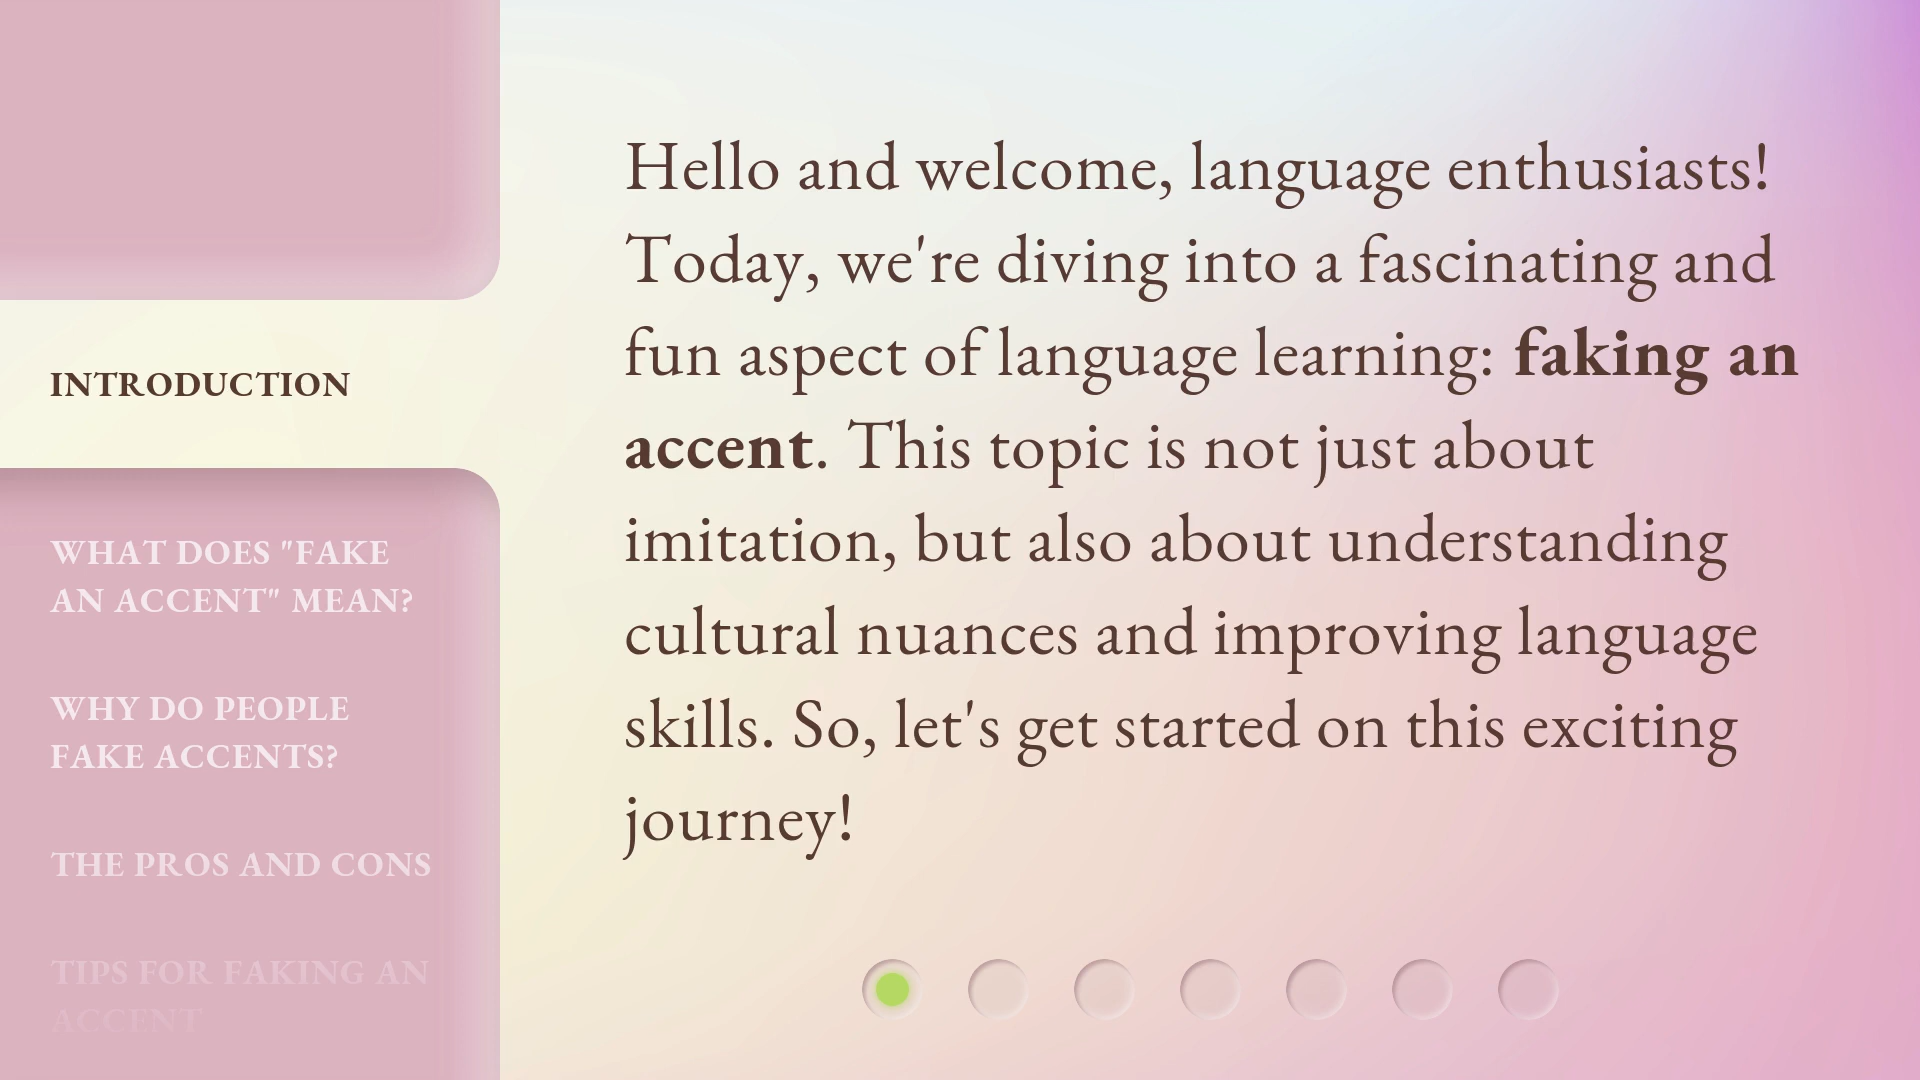 INTRODUCTION
WHAT DOES "FAKE
AN ACCENT" MEAN?
WHY DO PEOPLE
FAKE ACCENTS?
THE PROS AND CONS
TIPS FOR FAKING AN
ACCENT
Hello and welcome, language enthusiasts!
Today, we're diving into a fascinating and
fun aspect of language learning: faking an
accent. This topic is not just about
imitation, but also about understanding
cultural nuances and improving language
skills. So, let's get started on this exciting
journey!